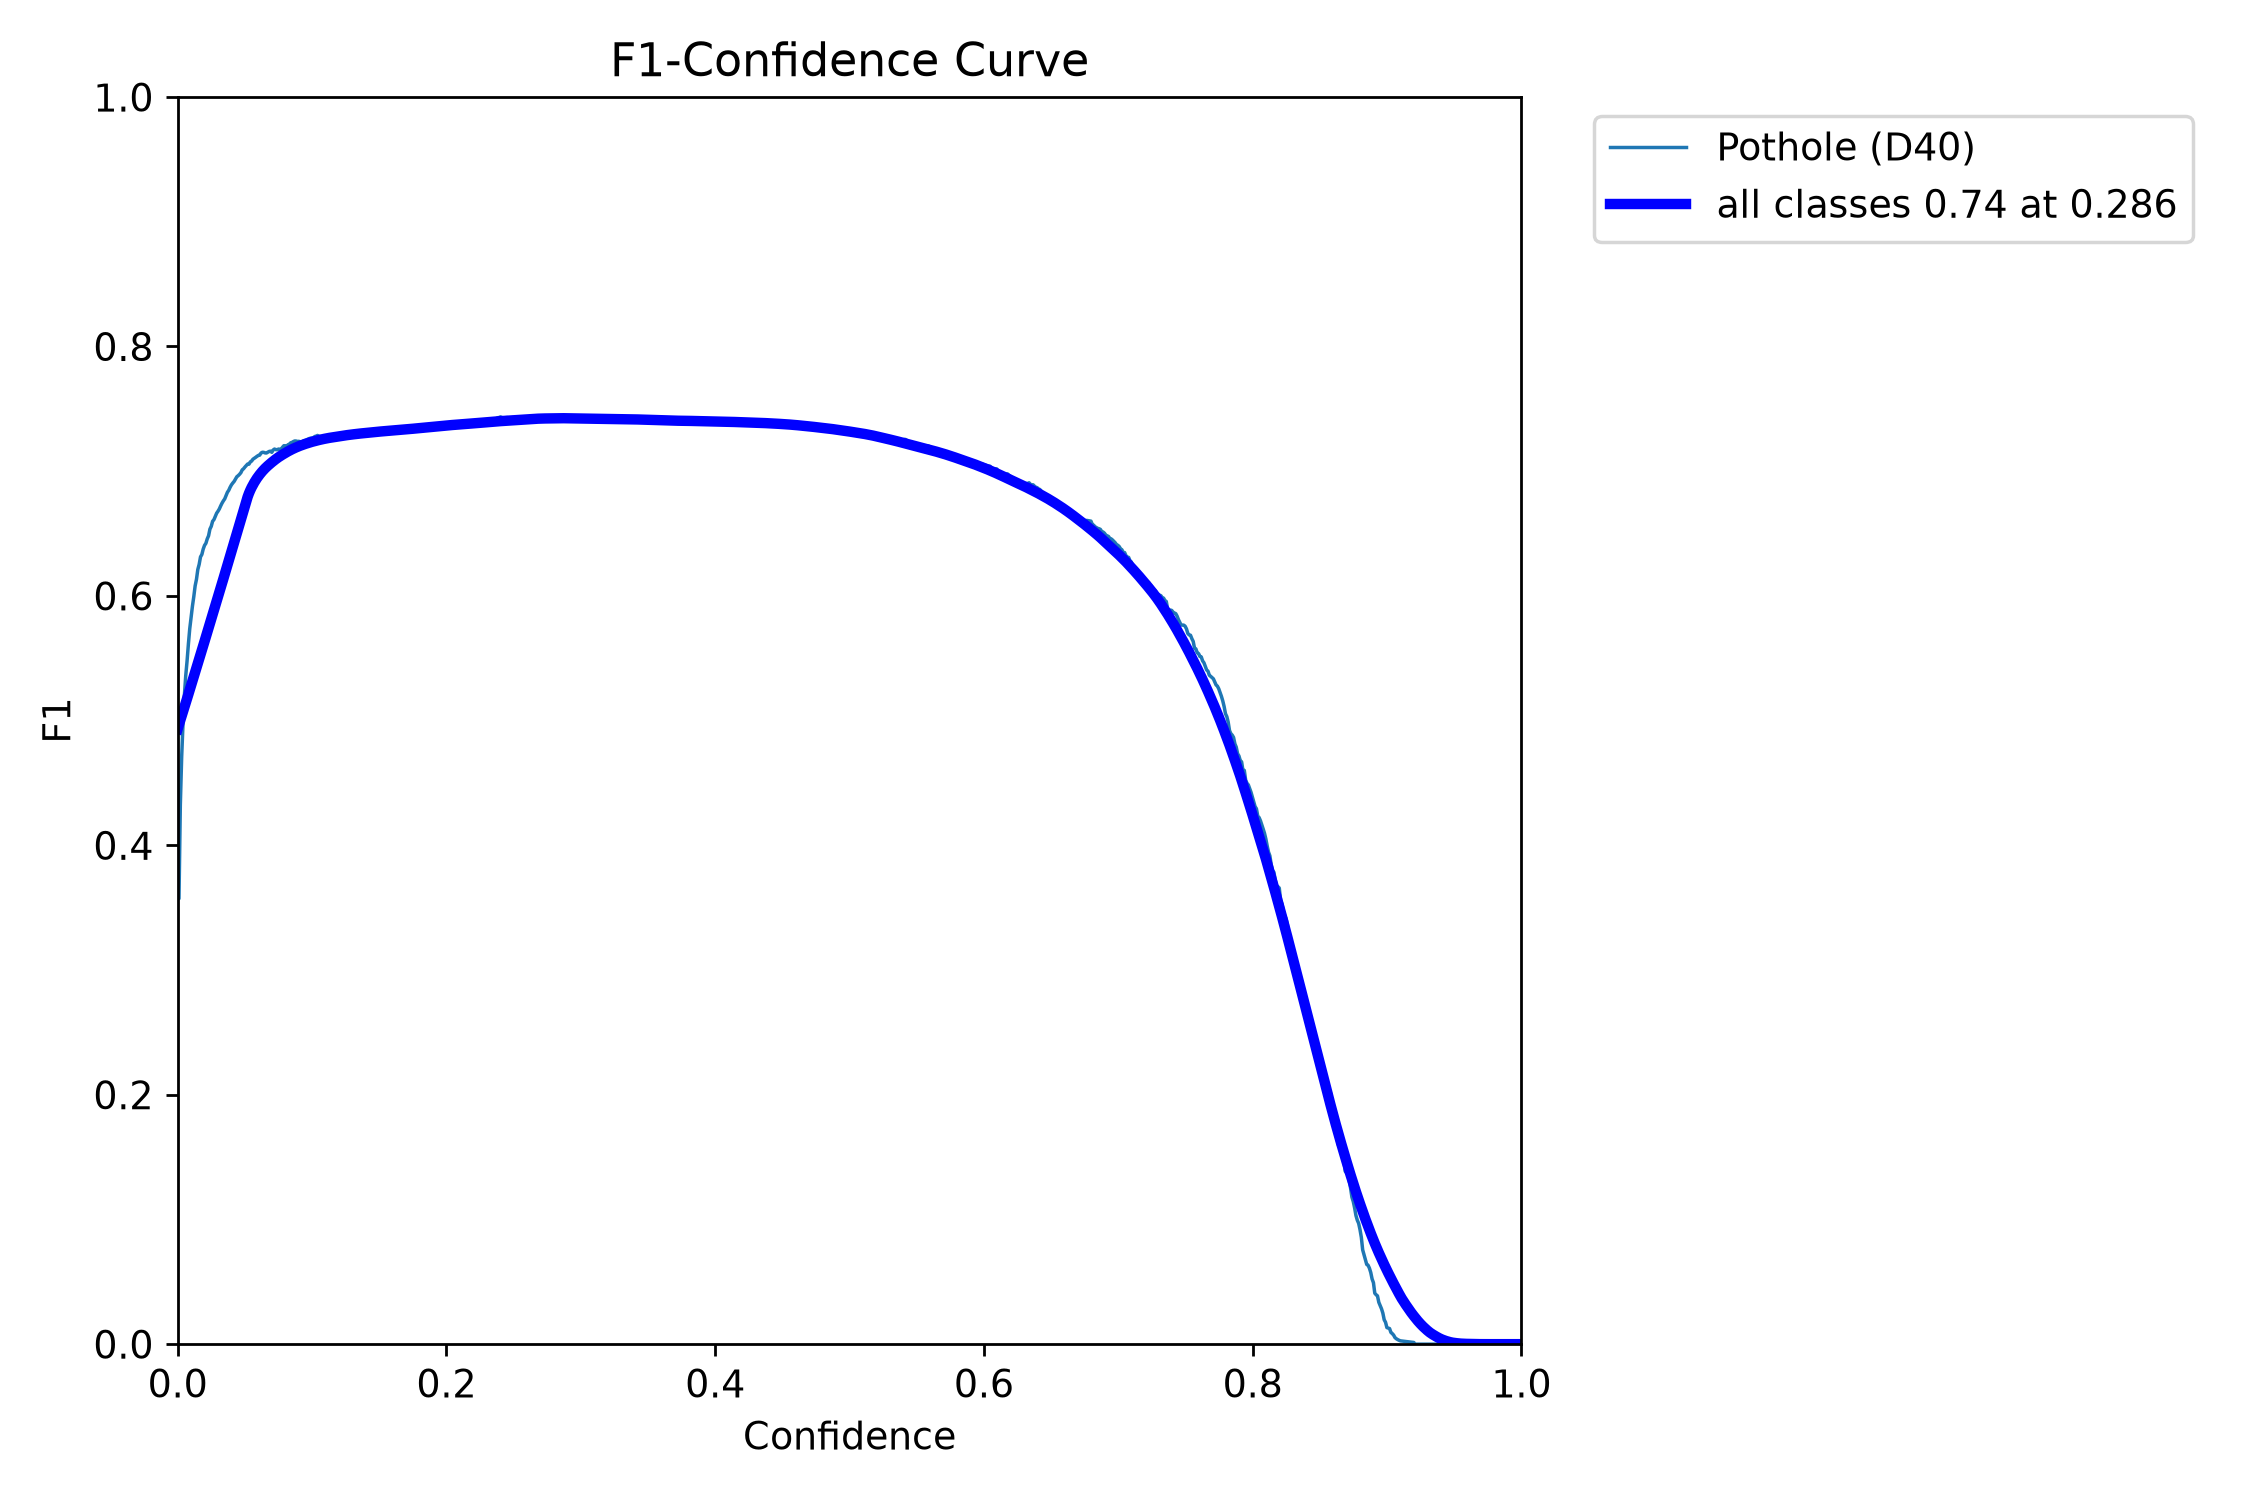 F1-Confidence Curve
1.0
0.8
0.6
0.4
0.2
0.0
F1
0.0 0.2 0.4 0.6 0.8 1.0
Confidence
Pothole (D40)
all classes 0.74 at 0.286